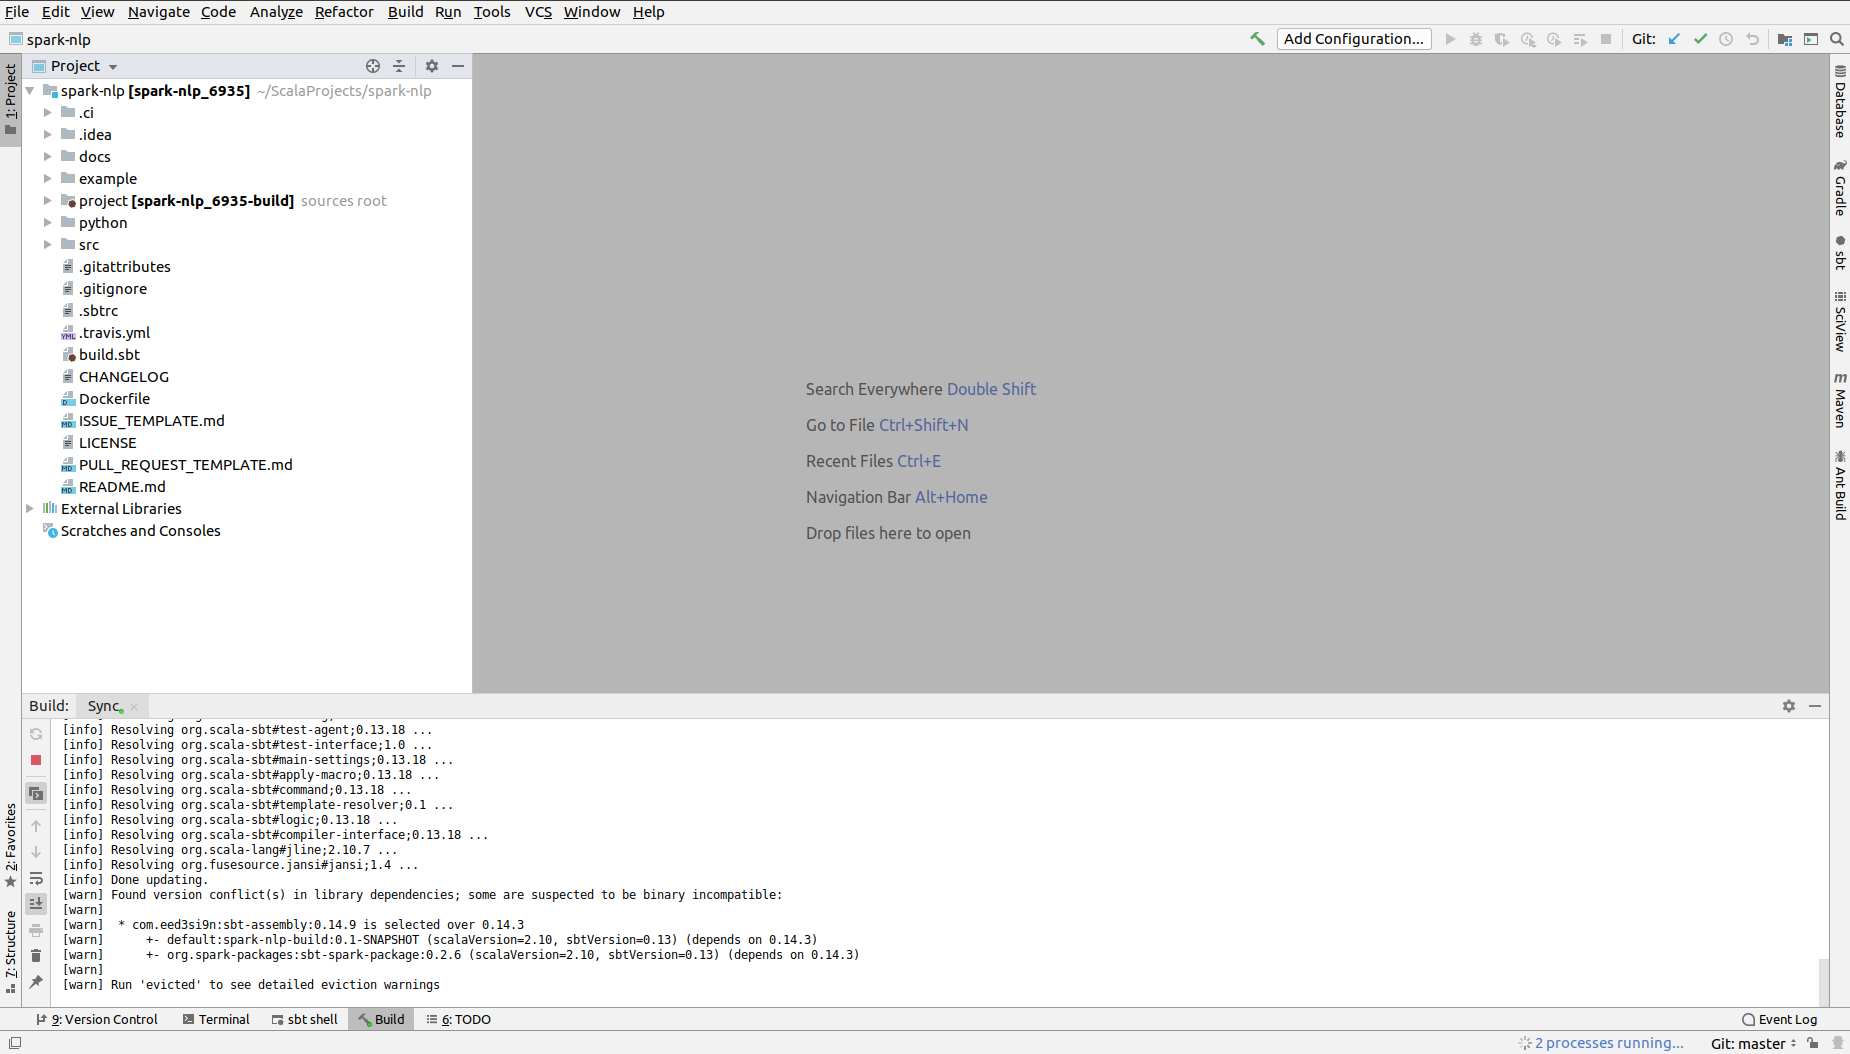 File Edit View Navigate Code Analyze Refactor Build Run Tools VCS Window Help
spark-nlp
Add Configuration...
Git:
1: Project
Project
spark-nlp [spark-nlp_6935] ~/ScalaProjects/spark-nlp
.ci
.idea
docs
example
project [spark-nlp_6935-build] sources root
python
src
.gitattributes
.gitignore
.sbtrc
.travis.yml
build.sbt
CHANGELOG
Dockerfile
ISSUE_TEMPLATE.md
LICENSE
PULL_REQUEST_TEMPLATE.md
README.md
External Libraries
Scratches and Consoles
Search Everywhere Double Shift
Go to File Ctrl+Shift+N
Recent Files Ctrl+E
Navigation Bar Alt+Home
Drop files here to open
Database
Gradle
sbt
SciView
Maven
Ant Build
Build: Sync
[info] Resolving org.scala-sbt#test-agent;0.13.18 ...
[info] Resolving org.scala-sbt#test-interface;1.0 ...
[info] Resolving org.scala-sbt#main-settings;0.13.18 ...
[info] Resolving org.scala-sbt#apply-macro;0.13.18 ...
[info] Resolving org.scala-sbt#command;0.13.18 ...
[info] Resolving org.scala-sbt#template-resolver;0.1 ...
[info] Resolving org.scala-sbt#logic;0.13.18 ...
[info] Resolving org.scala-sbt#compiler-interface;0.13.18 ...
[info] Resolving org.scala-lang#jline;2.10.7 ...
[info] Resolving org.fusesource.jansi#jansi;1.4 ...
[info] Done updating.
[warn] Found version conflict(s) in library dependencies; some are suspected to be binary incompatible:
[warn]
[warn] * com.eed3si9n:sbt-assembly:0.14.9 is selected over 0.14.3
[warn] +- default:spark-nlp-build:0.1-SNAPSHOT (scalaVersion=2.10, sbtVersion=0.13) (depends on 0.14.3)
[warn] +- org.spark-packages:sbt-spark-package:0.2.6 (scalaVersion=2.10, sbtVersion=0.13) (depends on 0.14.3)
[warn]
[warn] Run 'evicted' to see detailed eviction warnings
2: Favorites
7: Structure
9: Version Control Terminal sbt shell Build 6: TODO Event Log
2 processes running... Git: master